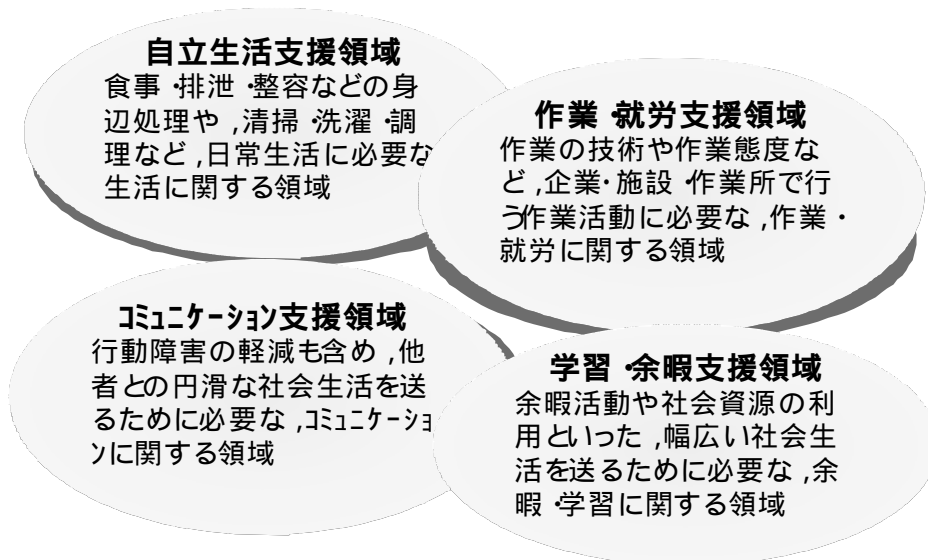 自立生活支援領域
食事・排泄・整容などの身
辺処理や,清掃・洗濯・調
理など,日常生活に必要な
生活に関する領域
作業・就労支援領域
作業の技術や作業態度な
ど,企業・施設・作業所で行
う作業活動に必要な,作業・
就労に関する領域
ｺﾐｭﾆｹｰｼｮﾝ支援領域
行動障害の軽減も含め,他
者との円滑な社会生活を送
るために必要な,ｺﾐｭﾆｹｰｼｮ
ﾝに関する領域
学習・余暇支援領域
余暇活動や社会資源の利
用といった,幅広い社会生
活を送るために必要な,余
暇・学習に関する領域